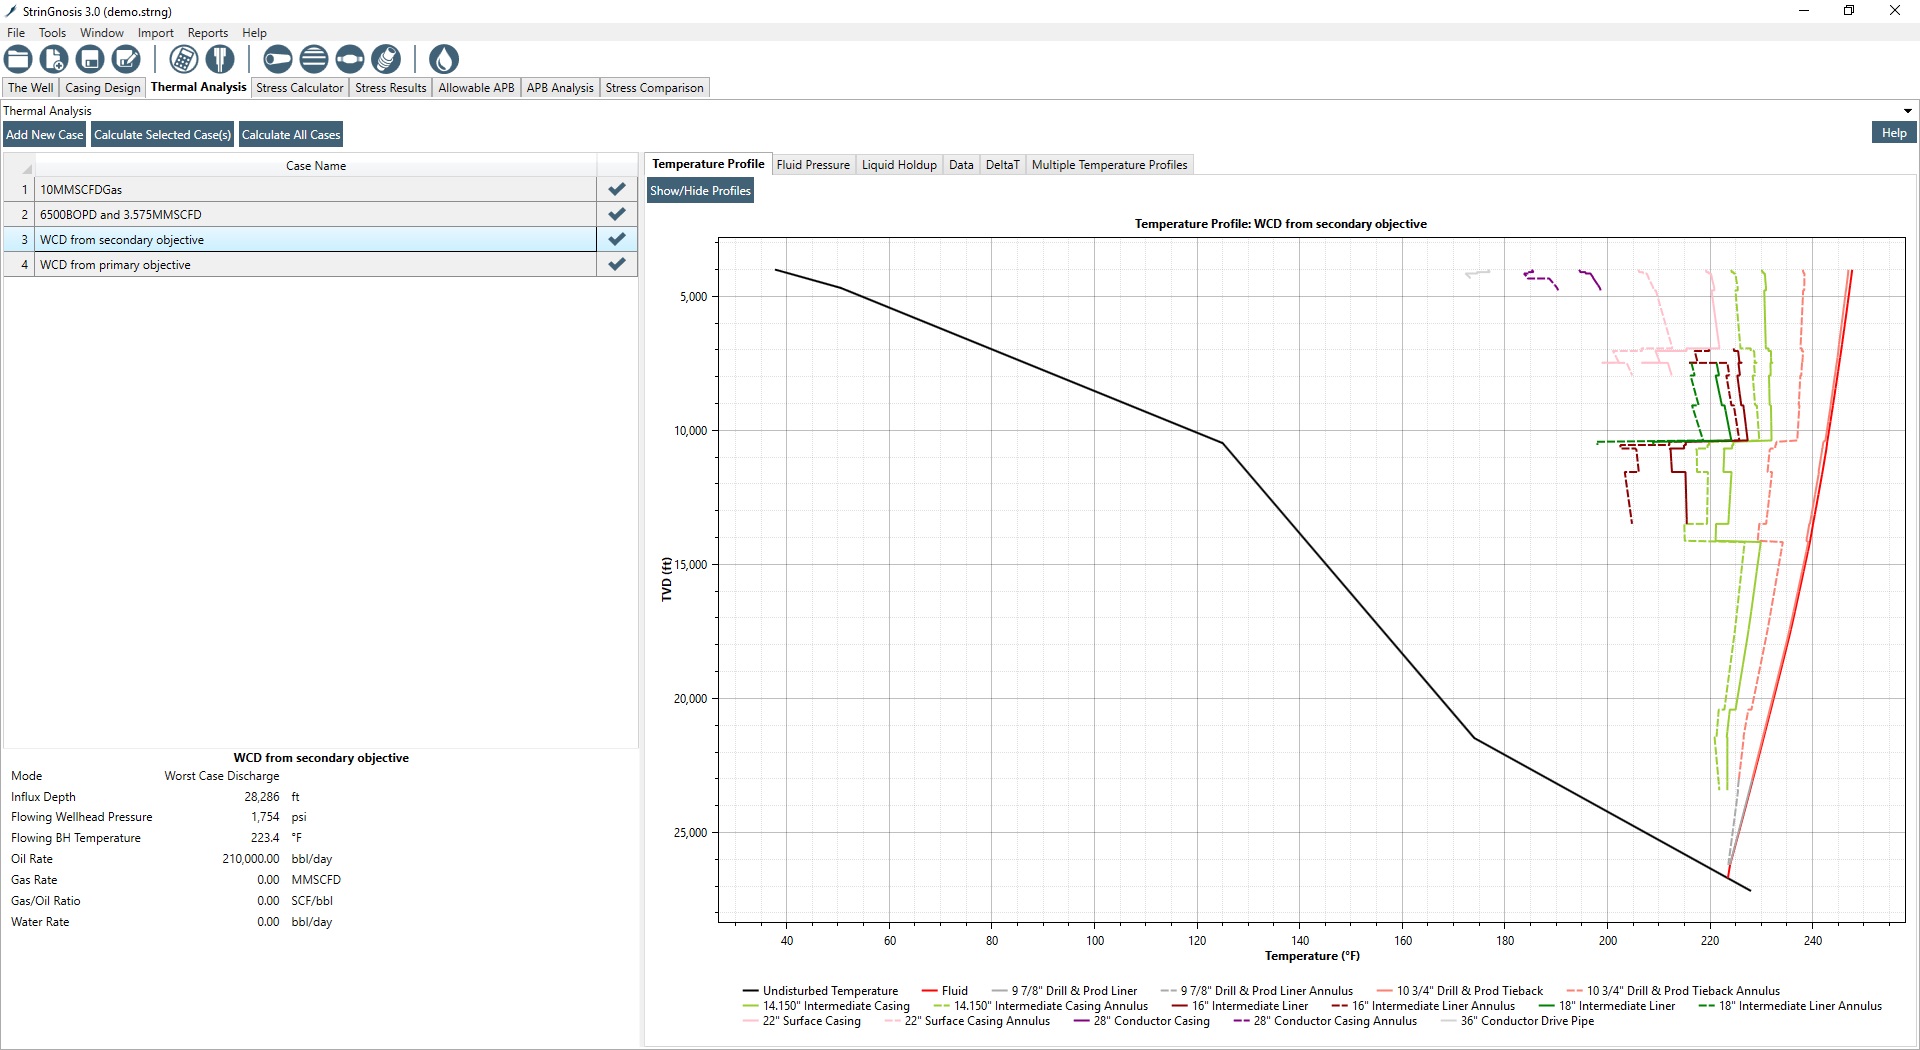 StrinGnosis 3.0 (demo.strng)
File Tools Window Import Reports Help
The Well Casing Design Thermal Analysis Stress Calculator Stress Results Allowable APB APB Analysis Stress Comparison
Thermal Analysis
Add New Case Calculate Selected Case(s) Calculate All Cases Help
Case Name
1 10MMSCFDGas
2 6500BOPD and 3.575MMSCFD
3 WCD from secondary objective
4 WCD from primary objective
WCD from secondary objective
Mode Worst Case Discharge
Influx Depth 28,286 ft
Flowing Wellhead Pressure 1,754 psi
Flowing BH Temperature 223.4 °F
Oil Rate 210,000.00 bbl/day
Gas Rate 0.00 MMSCFD
Gas/Oil Ratio 0.00 SCF/bbl
Water Rate 0.00 bbl/day
Temperature Profile Fluid Pressure Liquid Holdup Data DeltaT Multiple Temperature Profiles
Show/Hide Profiles
Temperature Profile: WCD from secondary objective
TVD (ft)
5,000
10,000
15,000
20,000
25,000
40 60 80 100 120 140 160 180 200 220 240
Temperature (°F)
Undisturbed Temperature Fluid 9 7/8" Drill & Prod Liner 9 7/8" Drill & Prod Liner Annulus 10 3/4" Drill & Prod Tieback 10 3/4" Drill & Prod Tieback Annulus
14.150" Intermediate Casing 14.150" Intermediate Casing Annulus 16" Intermediate Liner 16" Intermediate Liner Annulus 18" Intermediate Liner 18" Intermediate Liner Annulus
22" Surface Casing 22" Surface Casing Annulus 28" Conductor Casing 28" Conductor Casing Annulus 36" Conductor Drive Pipe